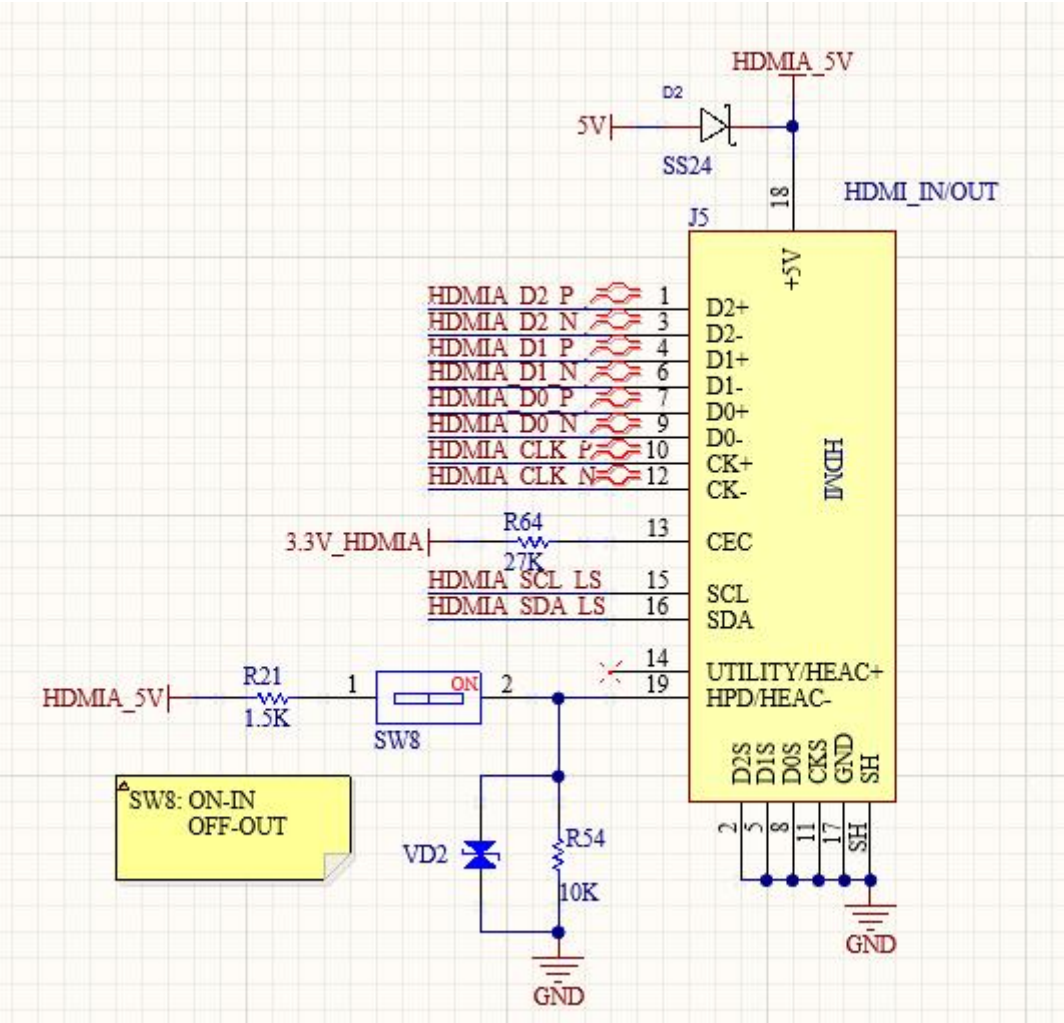 HDMIA_5V
D2
5V
SS24
18
HDMI_IN/OUT
J5
+5V
HDMIA_D2_P 1 D2+
HDMIA_D2_N 3 D2-
HDMIA_D1_P 4 D1+
HDMIA_D1_N 6 D1-
HDMIA_D0_P 7 D0+
HDMIA_D0_N 9 D0-
HDMIA_CLK_P 10 CK+
HDMIA_CLK_N 12 CK-
HDMI
R64
3.3V_HDMIA 13 CEC
27K
HDMIA_SCL_LS 15 SCL
HDMIA_SDA_LS 16 SDA
14 UTILITY/HEAC+
R21
HDMIA_5V 1 ON 2 19 HPD/HEAC-
1.5K
SW8
D2S D1S D0S CKS GND SH
2 5 8 11 17 SH
SW8: ON-IN
OFF-OUT
VD2
R54
10K
GND
GND